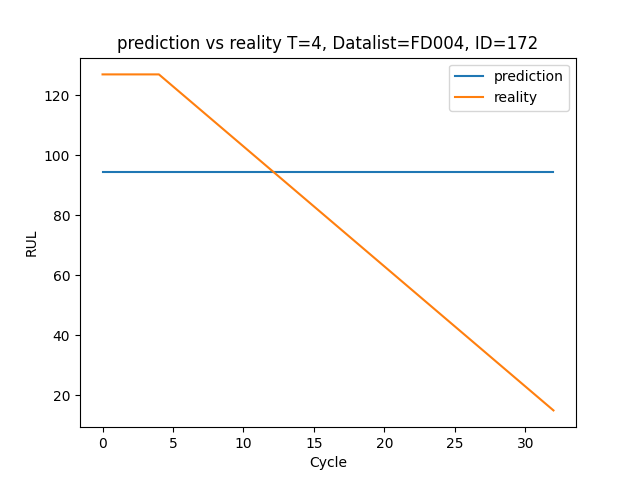 prediction vs reality T=4, Datalist=FD004, ID=172
prediction
reality
120
100
80
60
40
20
RUL
0 5 10 15 20 25 30
Cycle